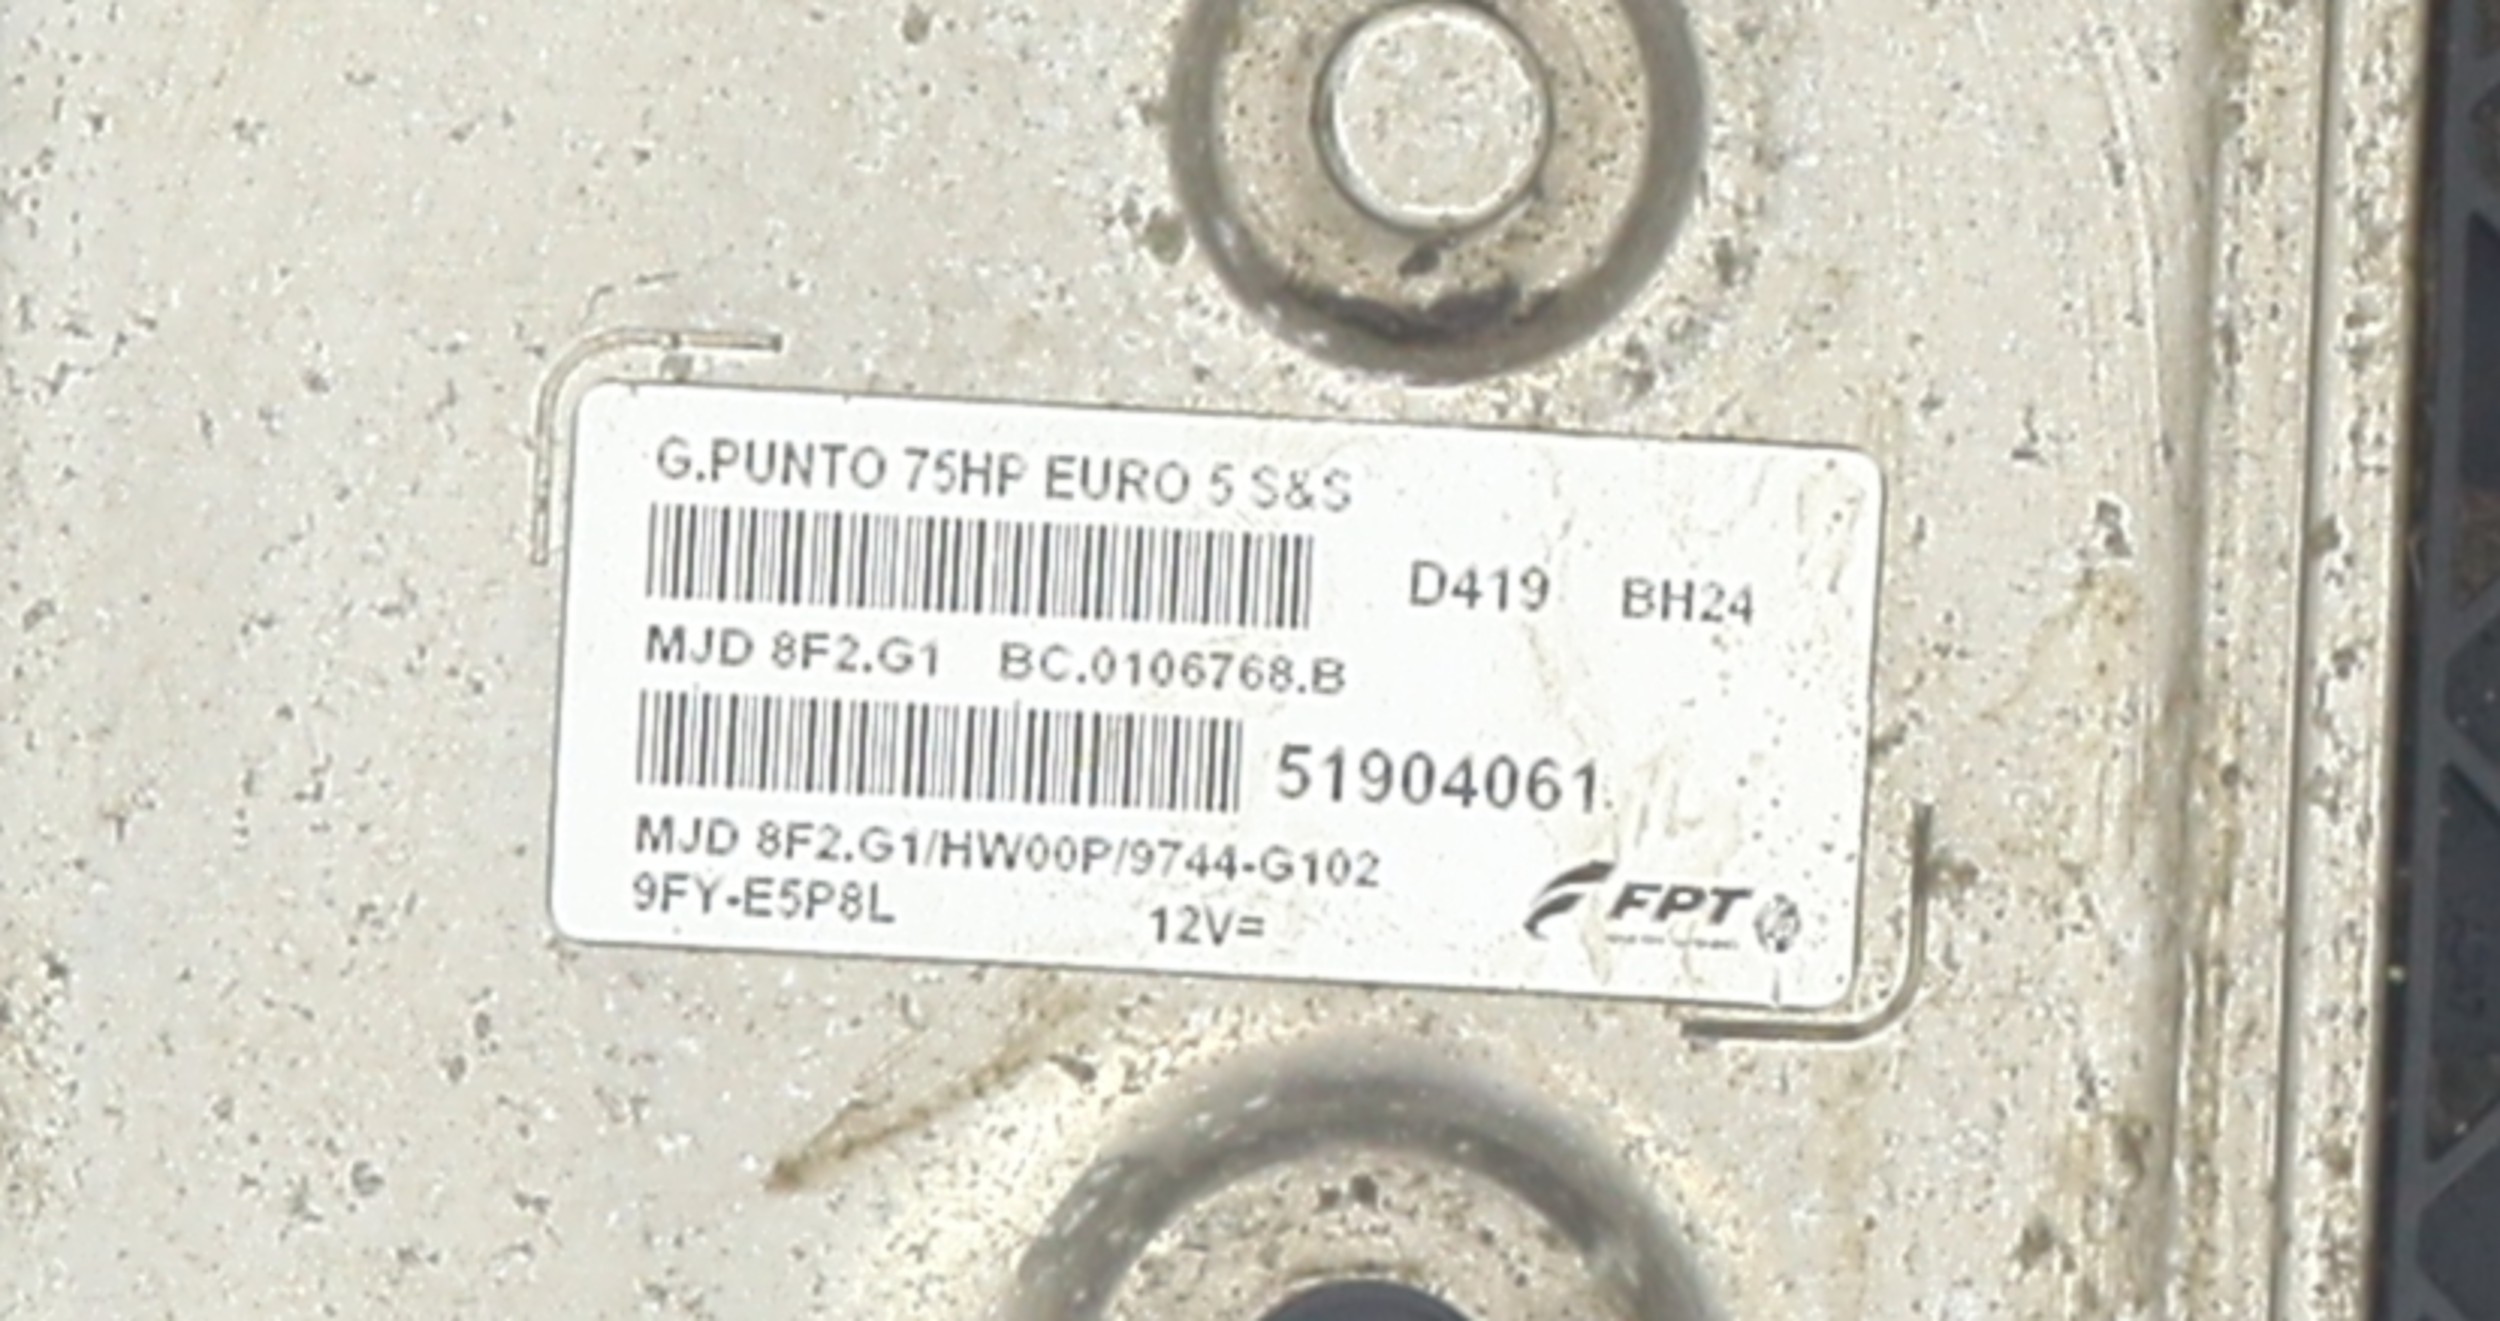 G.PUNTO 75HP EURO 5 S&S
D419 BH24
MJD 8F2.G1 BC.0106768.B
51904061
MJD 8F2.G1/HW00P/9744-G102
9FY-E5P8L 12V=
FPT